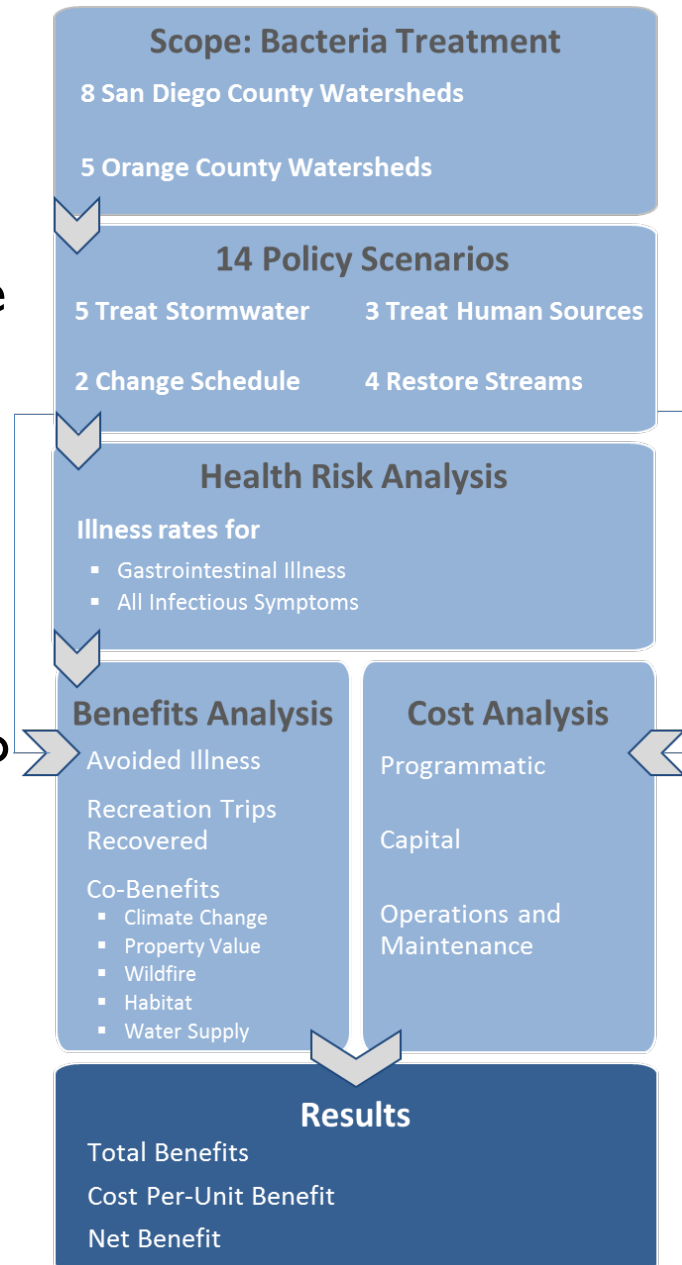 Scope: Bacteria Treatment
8 San Diego County Watersheds
5 Orange County Watersheds
14 Policy Scenarios
e
5 Treat Stormwater 3 Treat Human Sources
2 Change Schedule 4 Restore Streams
Health Risk Analysis
Illness rates for
▪ Gastrointestinal Illness
▪ All Infectious Symptoms
Benefits Analysis
Avoided Illness
Recreation Trips
Recovered
Co-Benefits
▪ Climate Change
▪ Property Value
▪ Wildfire
▪ Habitat
▪ Water Supply
Cost Analysis
Programmatic
Capital
Operations and
Maintenance
Results
Total Benefits
Cost Per-Unit Benefit
Net Benefit